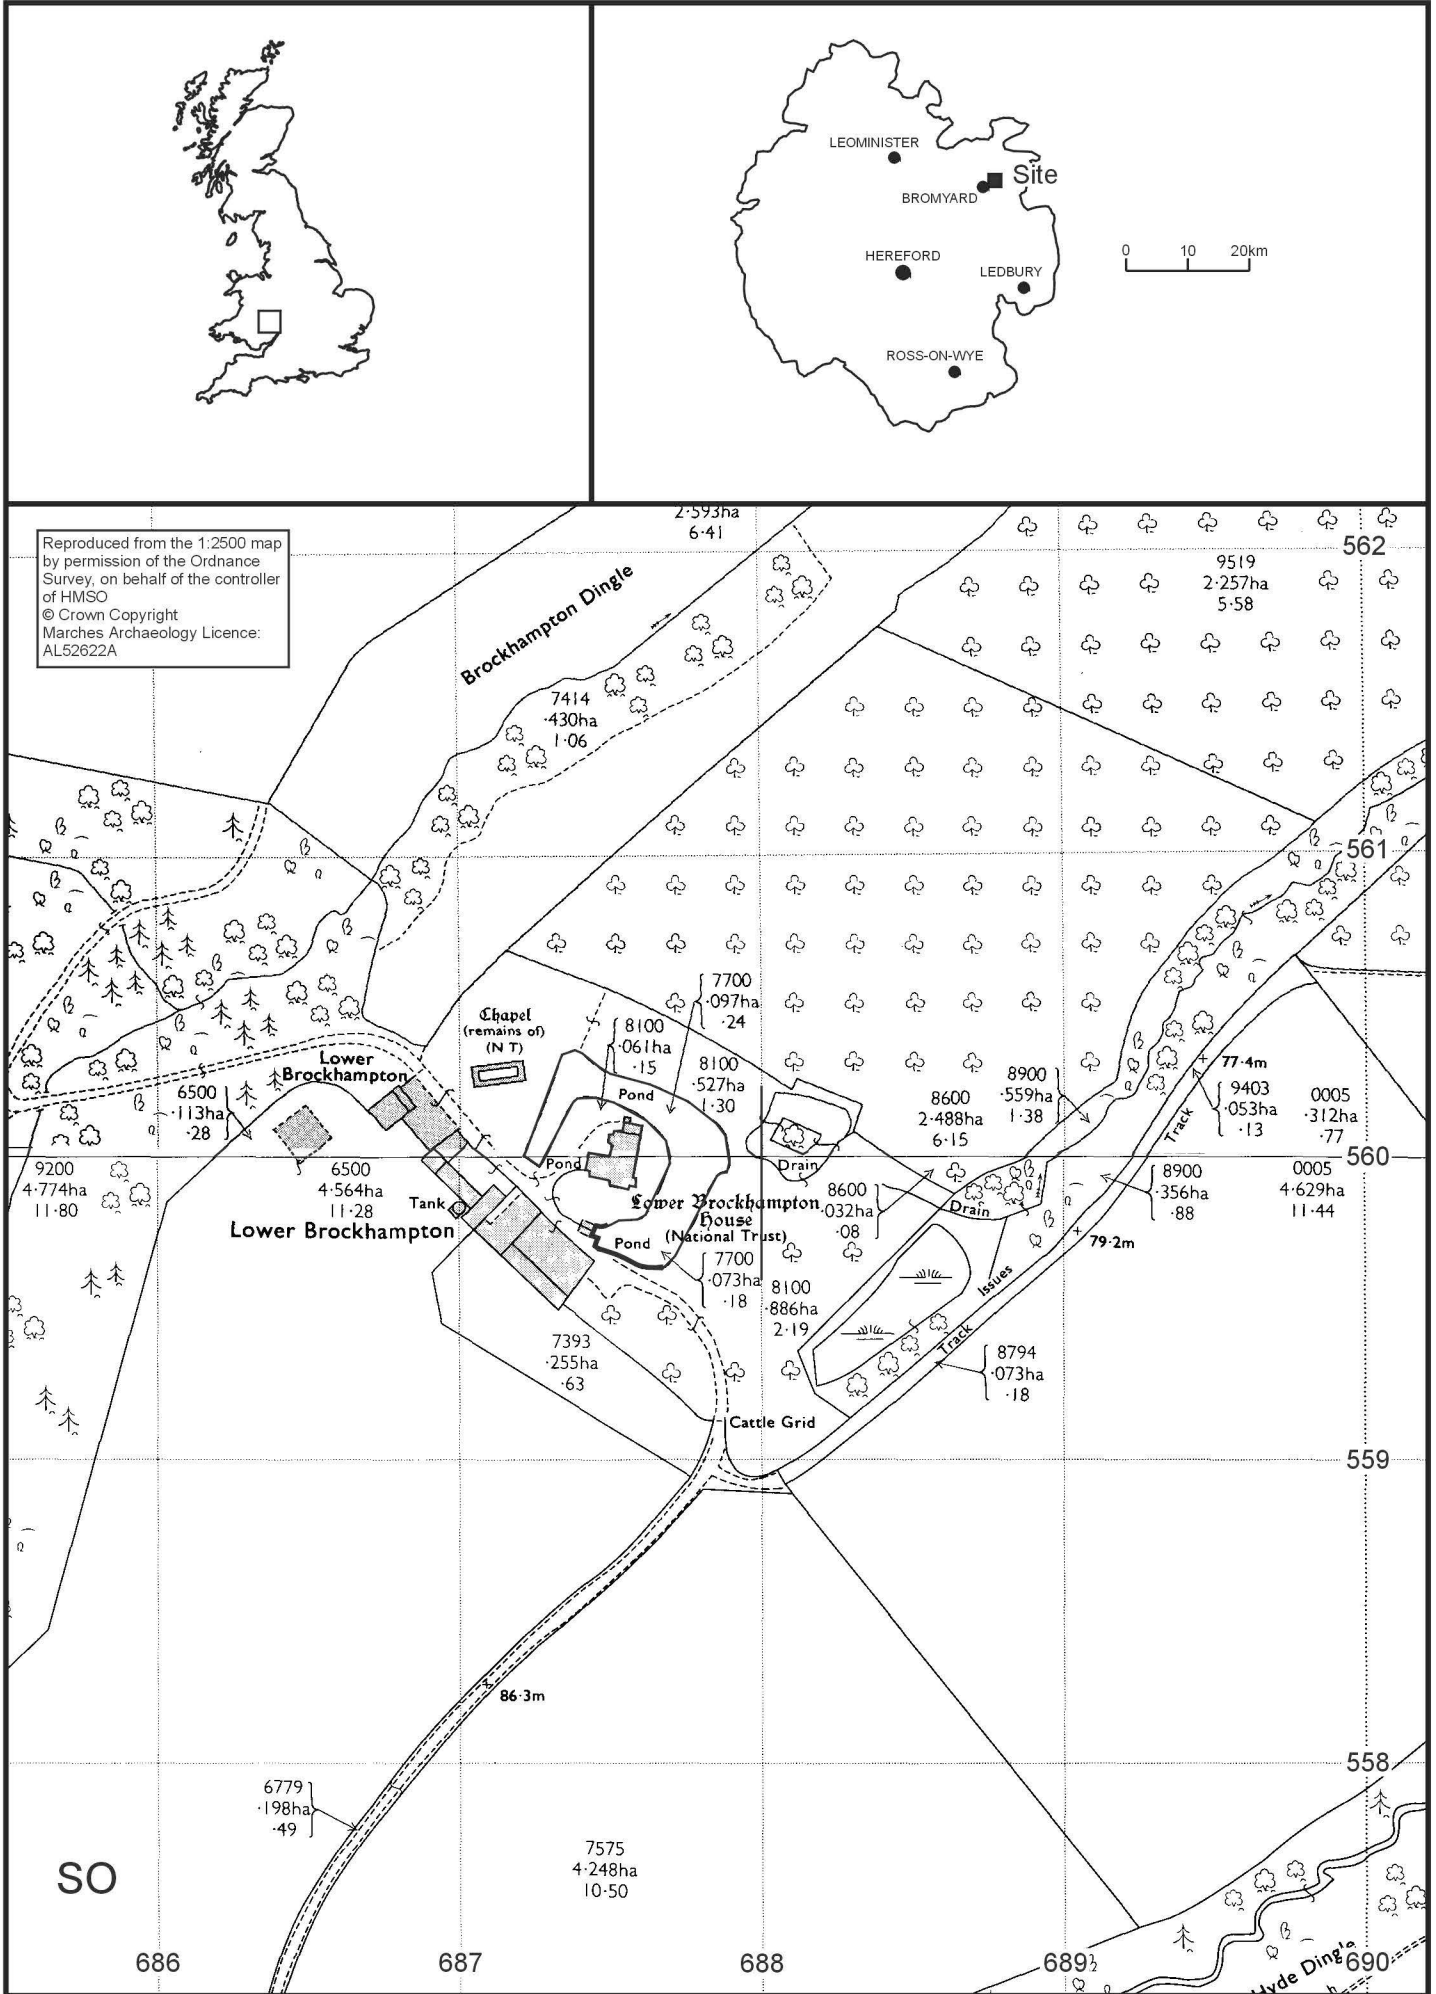 LEOMINISTER
Site
BROMYARD
HEREFORD
LEDBURY
ROSS-ON-WYE
0 10 20km
Reproduced from the 1:2500 map
by permission of the Ordnance
Survey, on behalf of the controller
of HMSO
© Crown Copyright
Marches Archaeology Licence:
AL52622A
2·593ha
6·41
562
9519
2·257ha
5·58
Brockhampton Dingle
7414
·430ha
1·06
561
7700
·097ha
·24
Chapel
(remains of)
(N T)
8100
·061ha
·15
Lower
Brockhampton
8100
·527ha
1·30
Pond
6500
·113ha
·28
8600
2·488ha
6·15
8900
·559ha
1·38
77·4m
9403
·053ha
·13
0005
·312ha
·77
Track
560
9200
4·774ha
11·80
6500
4·564ha
11·28
Pond
Drain
8900
·356ha
·88
0005
4·629ha
11·44
Tank
Lower Brockhampton
Lower Brockhampton
House
(National Trust)
8600
·032ha
·08
Drain
79·2m
Pond
7700
·073ha
·18
8100
·886ha
2·19
Issues
Track
7393
·255ha
·63
8794
·073ha
·18
Cattle Grid
559
86·3m
558
6779
·198ha
·49
7575
4·248ha
10·50
SO
686
687
688
689
690
Hyde Dingle